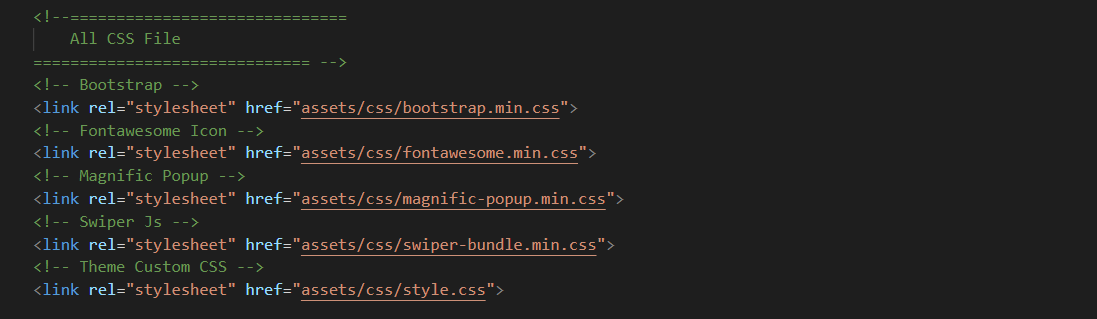 <!--==============================
All CSS File
============================== -->
<!-- Bootstrap -->
<link rel="stylesheet" href="assets/css/bootstrap.min.css">
<!-- Fontawesome Icon -->
<link rel="stylesheet" href="assets/css/fontawesome.min.css">
<!-- Magnific Popup -->
<link rel="stylesheet" href="assets/css/magnific-popup.min.css">
<!-- Swiper Js -->
<link rel="stylesheet" href="assets/css/swiper-bundle.min.css">
<!-- Theme Custom CSS -->
<link rel="stylesheet" href="assets/css/style.css">